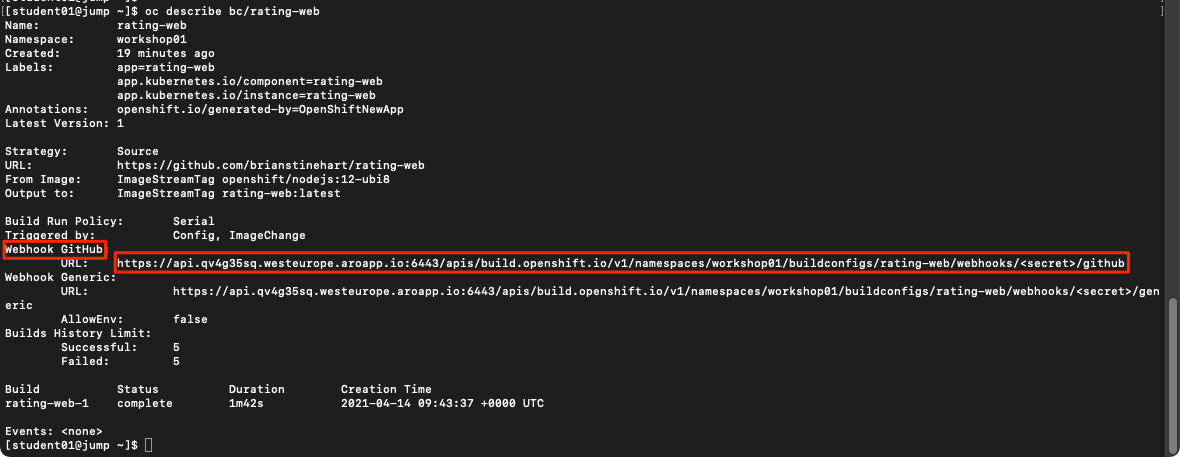 [[student01@jump ~]$ oc describe bc/rating-web ]
Name: rating-web
Namespace: workshop01
Created: 19 minutes ago
Labels: app=rating-web
app.kubernetes.io/component=rating-web
app.kubernetes.io/instance=rating-web
Annotations: openshift.io/generated-by=OpenShiftNewApp
Latest Version: 1
Strategy: Source
URL: https://github.com/brianstinehart/rating-web
From Image: ImageStreamTag openshift/nodejs:12-ubi8
Output to: ImageStreamTag rating-web:latest
Build Run Policy: Serial
Triggered by: Config, ImageChange
Webhook GitHub:
URL: https://api.qv4g35sq.westeurope.aroapp.io:6443/apis/build.openshift.io/v1/namespaces/workshop01/buildconfigs/rating-web/webhooks/<secret>/github
Webhook Generic:
URL: https://api.qv4g35sq.westeurope.aroapp.io:6443/apis/build.openshift.io/v1/namespaces/workshop01/buildconfigs/rating-web/webhooks/<secret>/gen
eric
AllowEnv: false
Builds History Limit:
Successful: 5
Failed: 5
Build Status Duration Creation Time
rating-web-1 complete 1m42s 2021-04-14 09:43:37 +0000 UTC
Events: <none>
[student01@jump ~]$